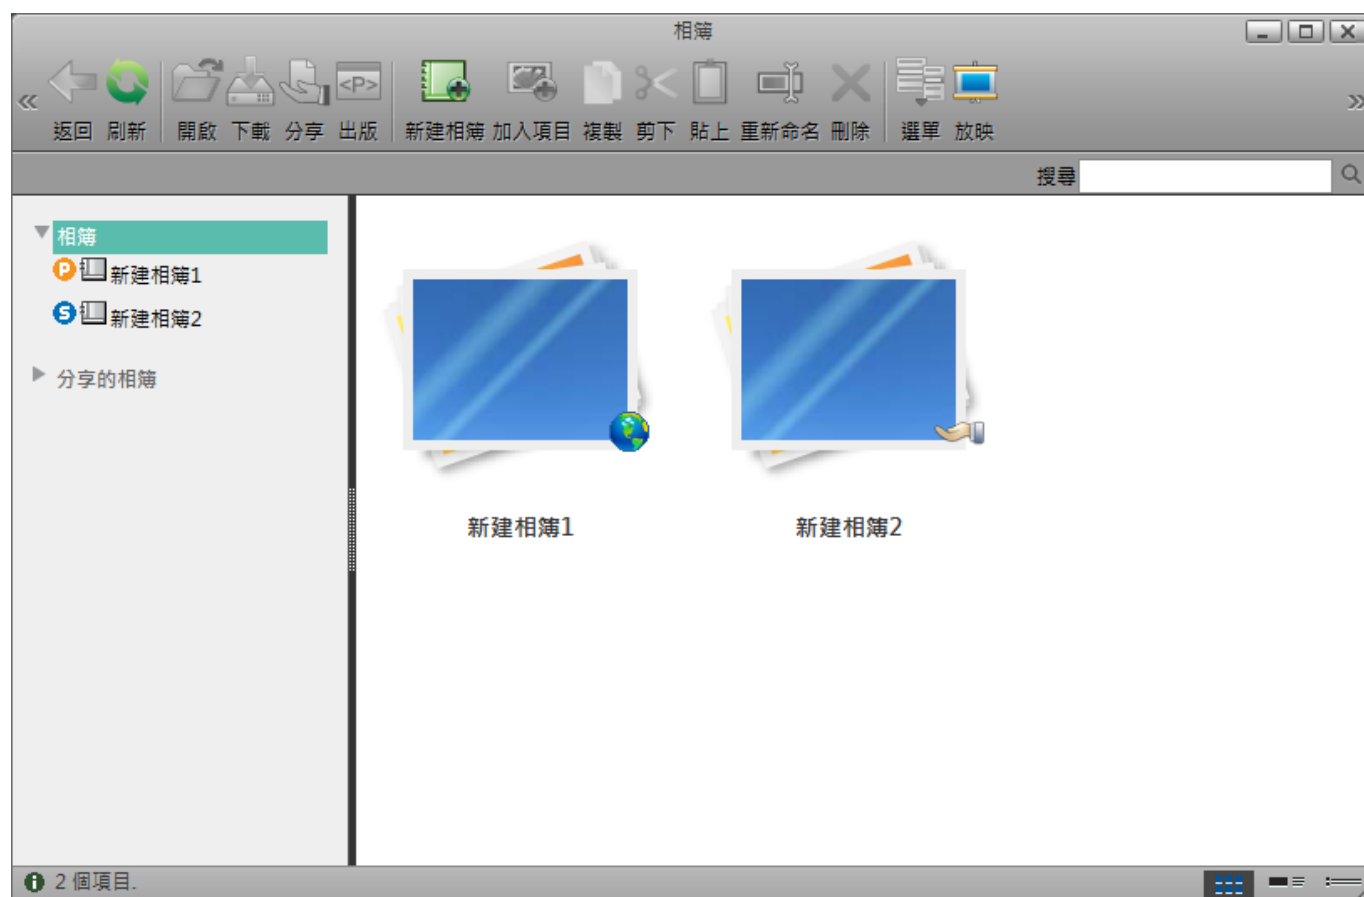 相簿
<P>
返回 刷新 開啟 下載 分享 出版 新建相簿 加入項目 複製 剪下 貼上 重新命名 刪除 選單 放映
搜尋
相簿
P 新建相簿1
S 新建相簿2
分享的相簿
新建相簿1 新建相簿2
2 個項目.